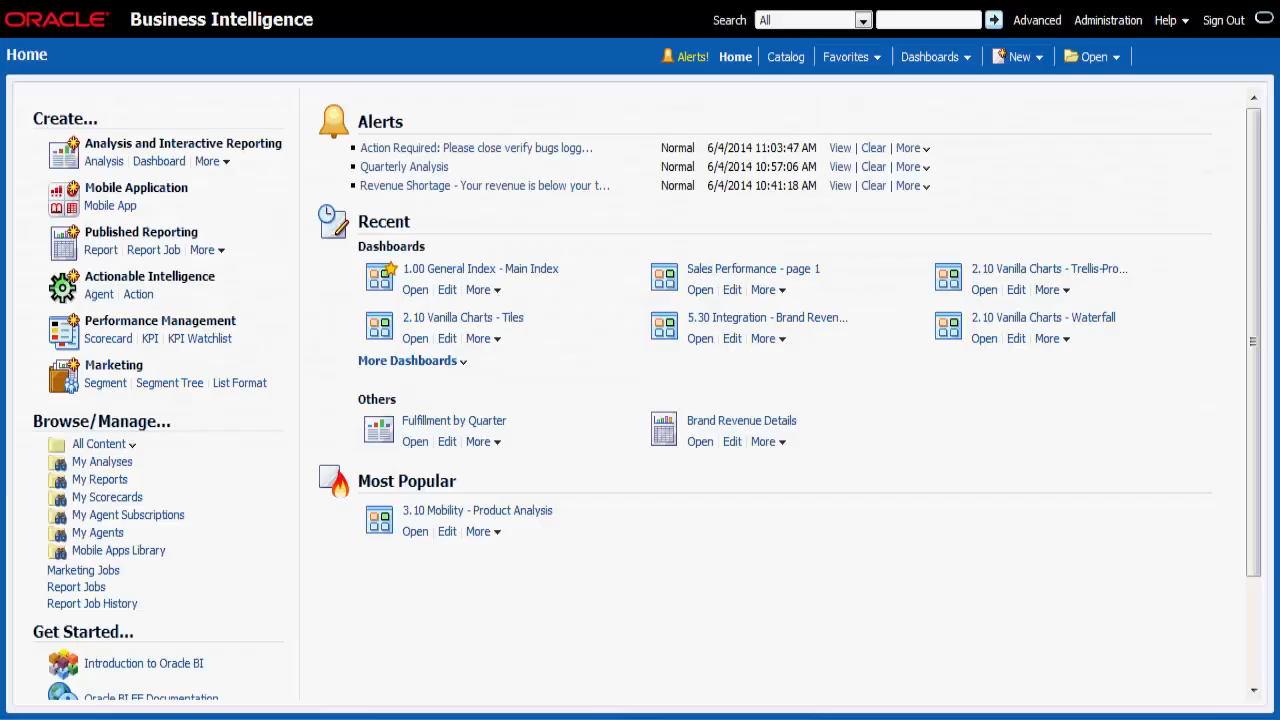 ORACLE Business Intelligence Search All Advanced Administration Help Sign Out
Home Alerts! Home Catalog Favorites Dashboards New Open
Create...
Analysis and Interactive Reporting
Analysis Dashboard More
Mobile Application
Mobile App
Published Reporting
Report Report Job More
Actionable Intelligence
Agent Action
Performance Management
Scorecard KPI KPI Watchlist
Marketing
Segment Segment Tree List Format
Browse/Manage...
All Content
My Analyses
My Reports
My Scorecards
My Agent Subscriptions
My Agents
Mobile Apps Library
Marketing Jobs
Report Jobs
Report Job History
Get Started...
Introduction to Oracle BI
Oracle BI EE Documentation
Alerts
Action Required: Please close verify bugs logg... Normal 6/4/2014 11:03:47 AM View | Clear | More
Quarterly Analysis Normal 6/4/2014 10:57:06 AM View | Clear | More
Revenue Shortage - Your revenue is below your t... Normal 6/4/2014 10:41:18 AM View | Clear | More
Recent
Dashboards
1.00 General Index - Main Index Sales Performance - page 1 2.10 Vanilla Charts - Trellis-Pro...
Open Edit More Open Edit More Open Edit More
2.10 Vanilla Charts - Tiles 5.30 Integration - Brand Reven... 2.10 Vanilla Charts - Waterfall
Open Edit More Open Edit More Open Edit More
More Dashboards
Others
Fulfillment by Quarter Brand Revenue Details
Open Edit More Open Edit More
Most Popular
3.10 Mobility - Product Analysis
Open Edit More